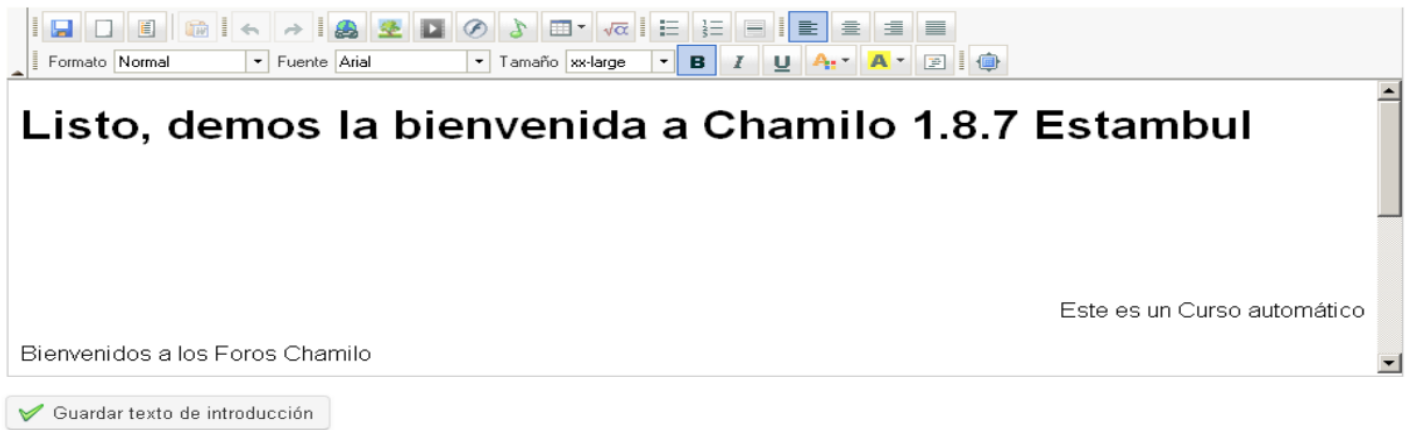 Formato Normal Fuente Arial Tamaño xx-large B I U A A
Listo, demos la bienvenida a Chamilo 1.8.7 Estambul
Este es un Curso automático
Bienvenidos a los Foros Chamilo
Guardar texto de introducción